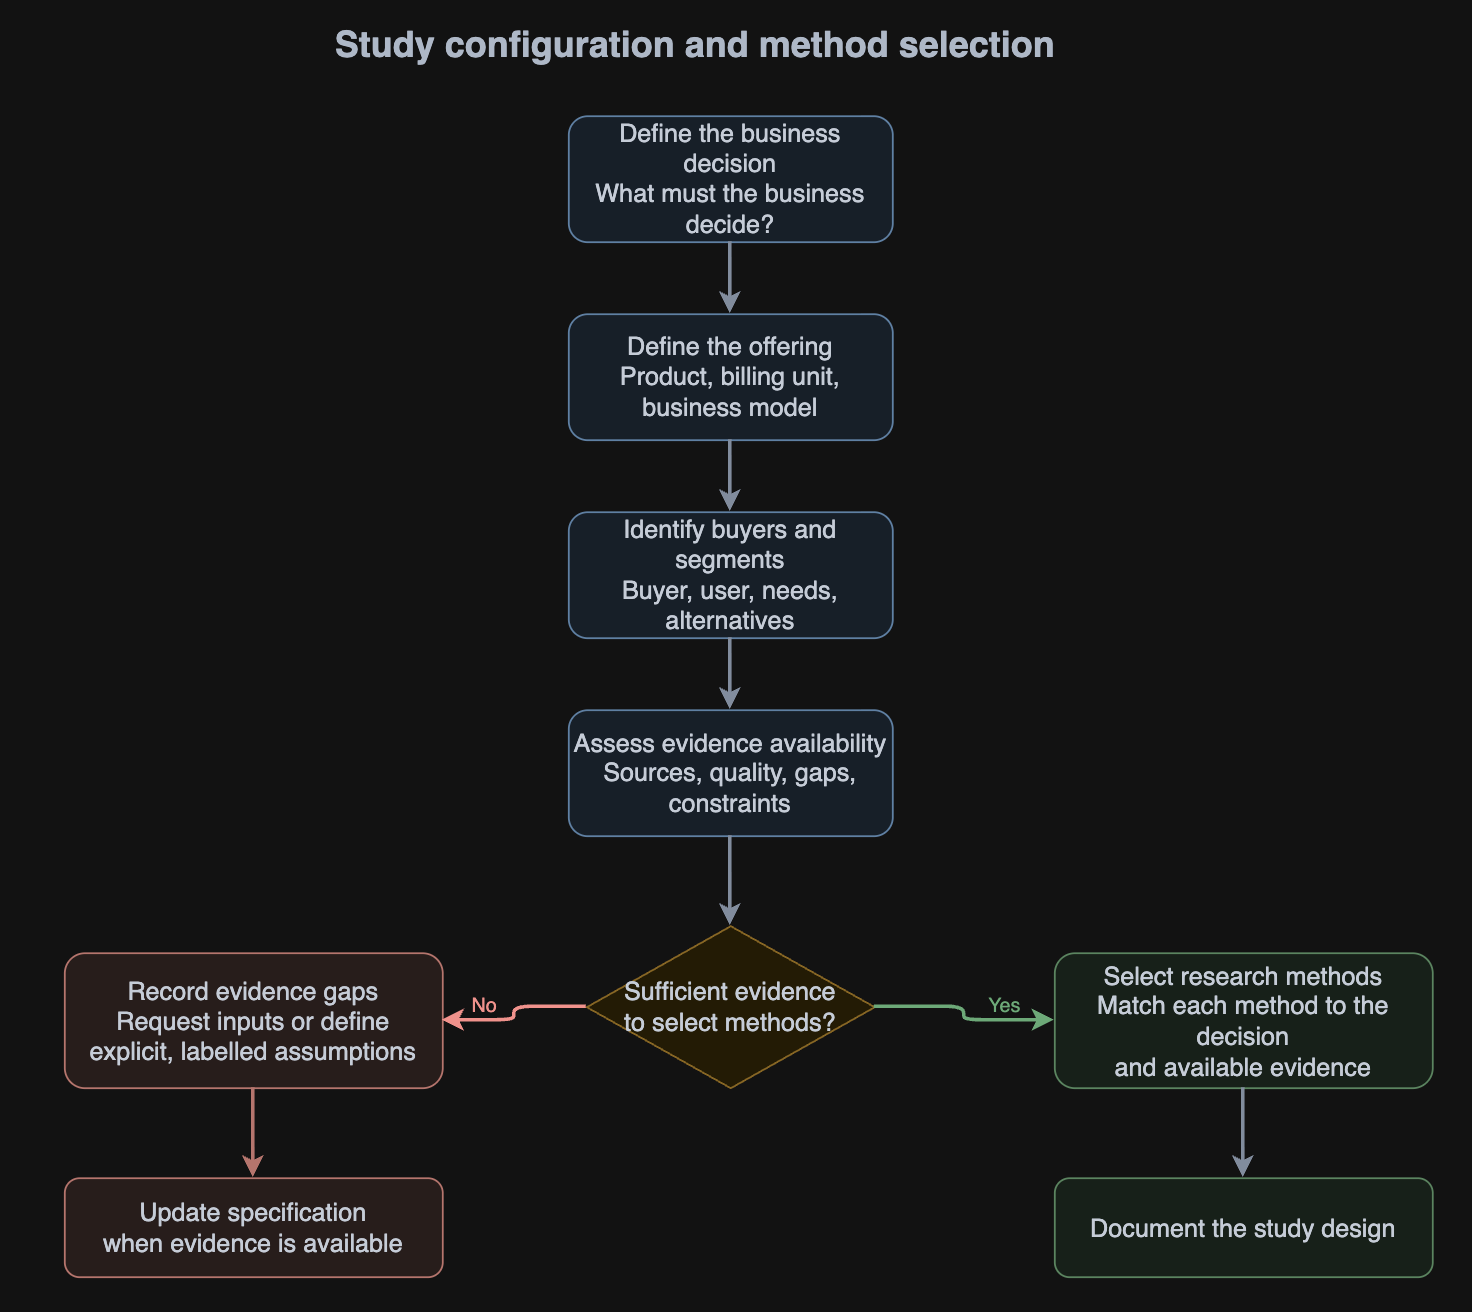 Study configuration and method selection
Define the business
decision
What must the business
decide?
Define the offering
Product, billing unit,
business model
Identify buyers and
segments
Buyer, user, needs,
alternatives
Assess evidence availability
Sources, quality, gaps,
constraints
Sufficient evidence
to select methods?
No
Yes
Record evidence gaps
Request inputs or define
explicit, labelled assumptions
Select research methods
Match each method to the
decision
and available evidence
Update specification
when evidence is available
Document the study design